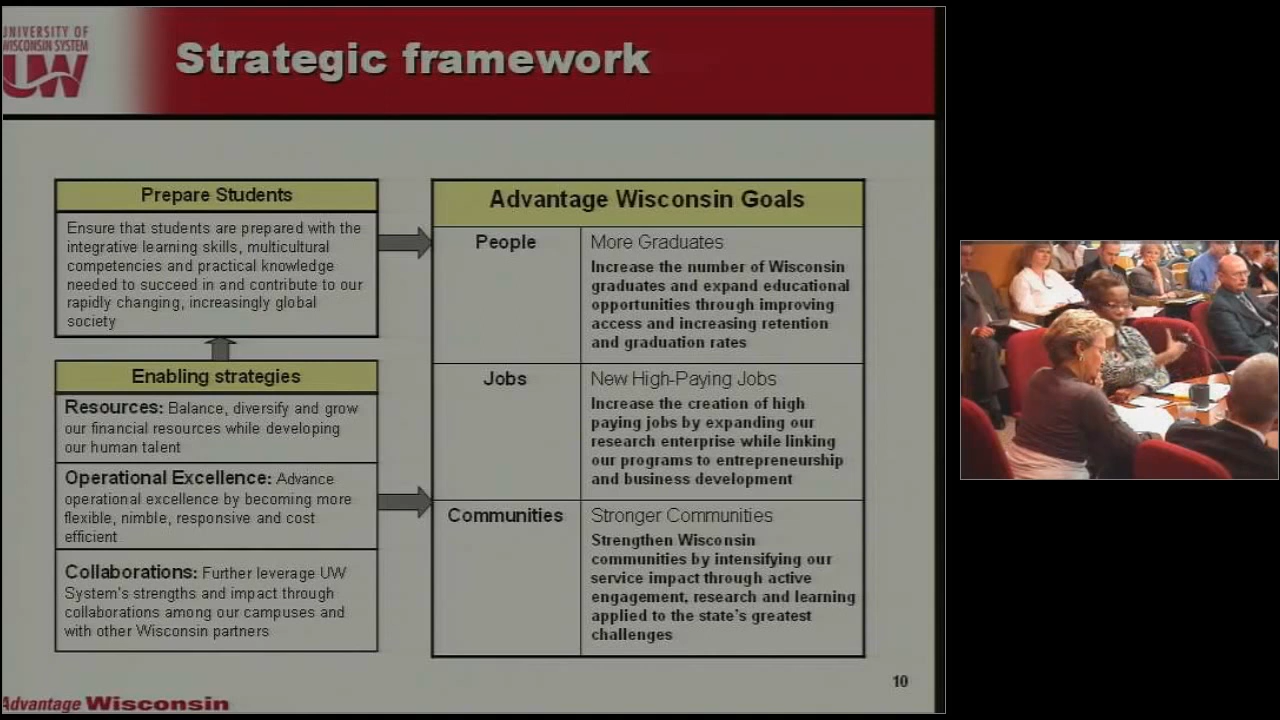 UNIVERSITY OF
WISCONSIN SYSTEM
UW
Strategic framework
Prepare Students
Ensure that students are prepared with the
integrative learning skills, multicultural
competencies and practical knowledge
needed to succeed in and contribute to our
rapidly changing, increasingly global
society
Enabling strategies
Resources: Balance, diversify and grow
our financial resources while developing
our human talent
Operational Excellence: Advance
operational excellence by becoming more
flexible, nimble, responsive and cost
efficient
Collaborations: Further leverage UW
System's strengths and impact through
collaborations among our campuses and
with other Wisconsin partners
Advantage Wisconsin Goals
People
More Graduates
Increase the number of Wisconsin
graduates and expand educational
opportunities through improving
access and increasing retention
and graduation rates
Jobs
New High-Paying Jobs
Increase the creation of high
paying jobs by expanding our
research enterprise while linking
our programs to entrepreneurship
and business development
Communities
Stronger Communities
Strengthen Wisconsin
communities by intensifying our
service impact through active
engagement, research and learning
applied to the state's greatest
challenges
10
Advantage Wisconsin